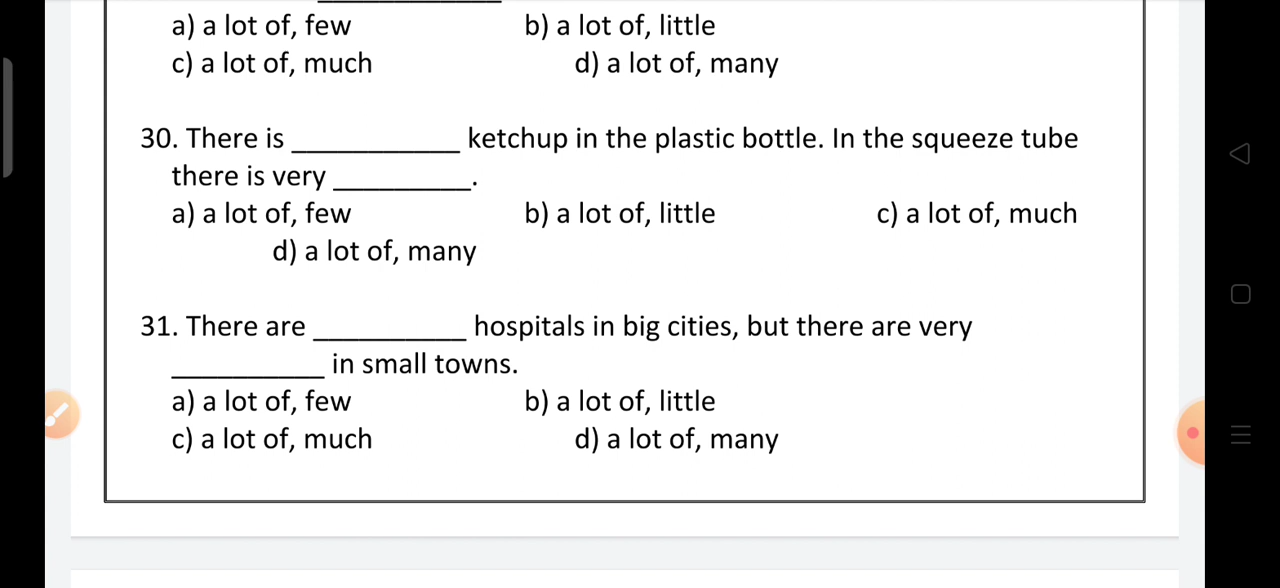 a) a lot of, few b) a lot of, little
c) a lot of, much d) a lot of, many
30. There is ___________ ketchup in the plastic bottle. In the squeeze tube
there is very _________.
a) a lot of, few b) a lot of, little c) a lot of, much
d) a lot of, many
31. There are __________ hospitals in big cities, but there are very
__________ in small towns.
a) a lot of, few b) a lot of, little
c) a lot of, much d) a lot of, many